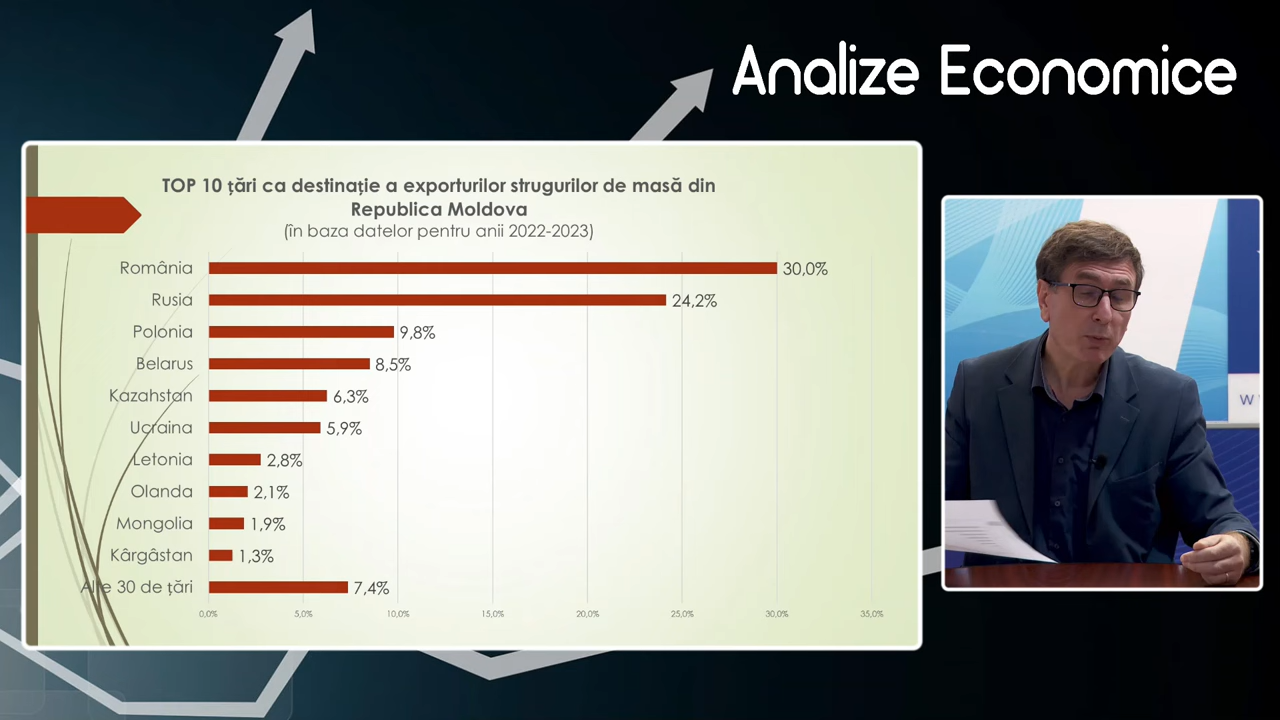 Analize Economice
TOP 10 țări ca destinație a exporturilor strugurilor de masă din
Republica Moldova
(în baza datelor pentru anii 2022-2023)
România 30,0%
Rusia 24,2%
Polonia 9,8%
Belarus 8,5%
Kazahstan 6,3%
Ucraina 5,9%
Letonia 2,8%
Olanda 2,1%
Mongolia 1,9%
Kârgâstan 1,3%
Alte 30 de țări 7,4%
0,0% 5,0% 10,0% 15,0% 20,0% 25,0% 30,0% 35,0%
W